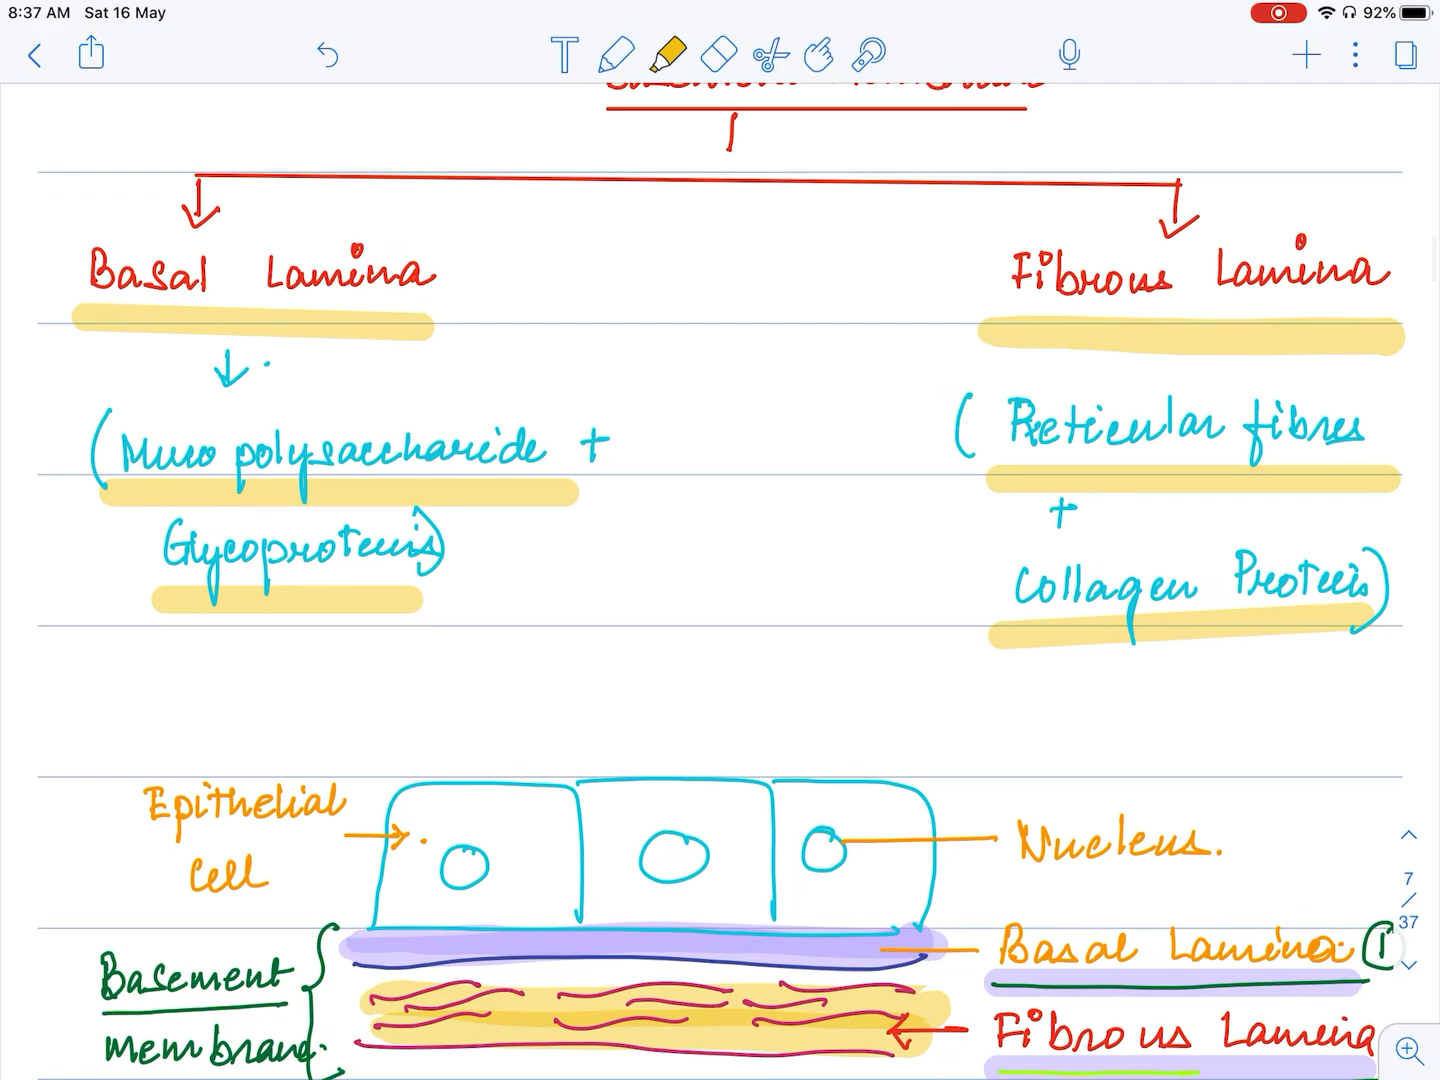 8:37 AM Sat 16 May 92%
Basal Lamina
Fibrous Lamina
(Muco polysaccharide +
Glycoproteins)
(Reticular fibres
+
Collagen Proteins)
Epithelial
Cell
Nucleus.
7
/
37
Basal Lamina
Basement
membrane
Fibrous Lamina